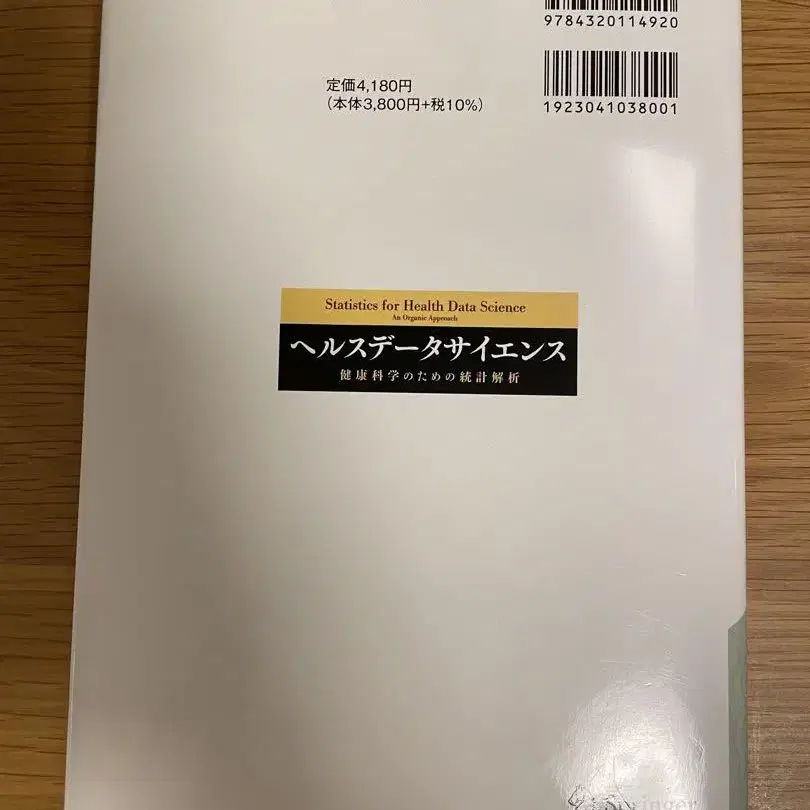 9784320114920
定価4,180円
(本体3,800円+税10%)
1923041038001
Statistics for Health Data Science
An Organic Approach
ヘルスデータサイエンス
健康科学のための統計解析
Springer